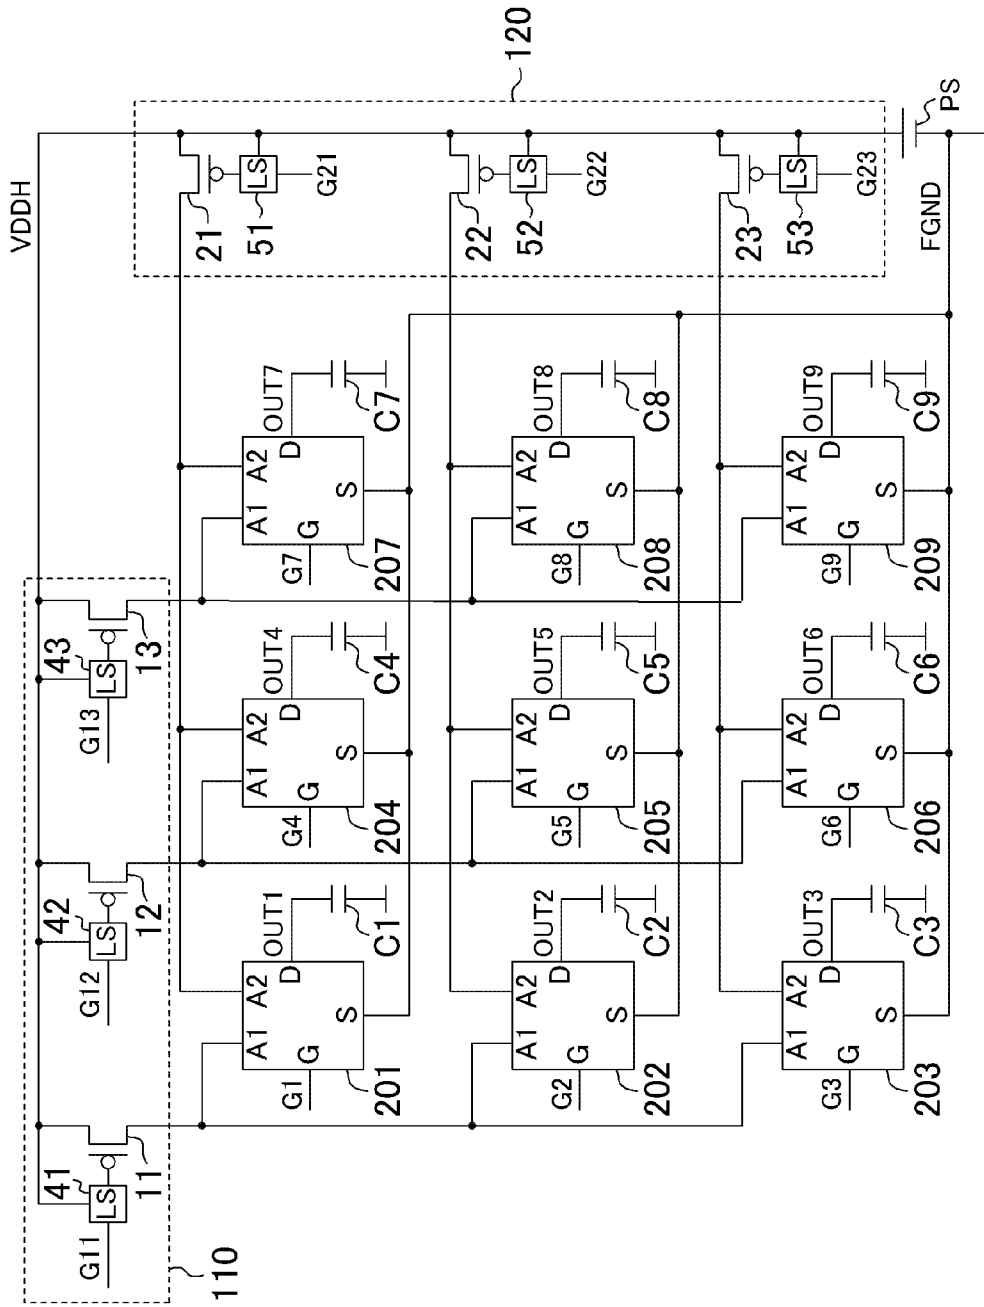 VDDH
110
G11
41
LS
11
G12
42
LS
12
G13
43
LS
13
120
21
LS
51
G21
22
LS
52
G22
23
LS
53
G23
PS
FGND
A1
A2
G
D
S
G1
201
OUT1
C1
A1
A2
G
D
S
G4
204
OUT4
C4
A1
A2
G
D
S
G7
207
OUT7
C7
A1
A2
G
D
S
G2
202
OUT2
C2
A1
A2
G
D
S
G5
205
OUT5
C5
A1
A2
G
D
S
G8
208
OUT8
C8
A1
A2
G
D
S
G3
203
OUT3
C3
A1
A2
G
D
S
G6
206
OUT6
C6
A1
A2
G
D
S
G9
209
OUT9
C9